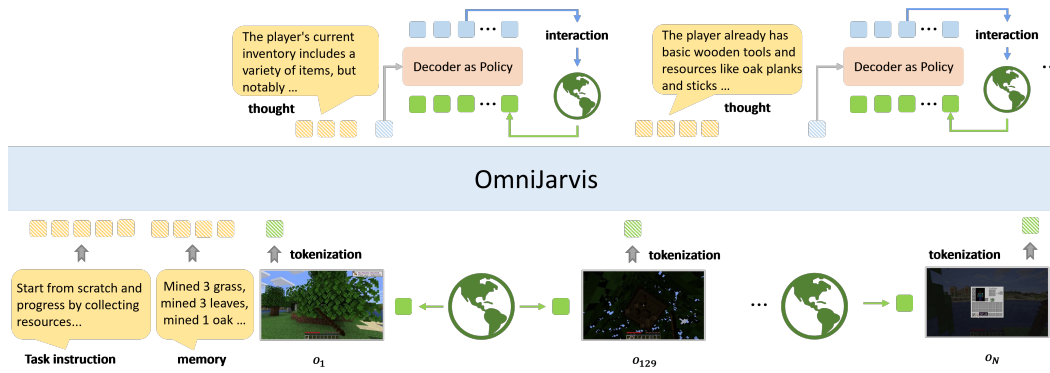 The player's current
inventory includes a
variety of items, but
notably ...
thought
Decoder as Policy
interaction
The player already has
basic wooden tools and
resources like oak planks
and sticks ...
thought
Decoder as Policy
interaction
OmniJarvis
tokenization
tokenization
tokenization
Start from scratch and
progress by collecting
resources...
Task instruction
Mined 3 grass,
mined 3 leaves,
mined 1 oak ...
memory
o₁
...
o₁₂₉
...
oₙ